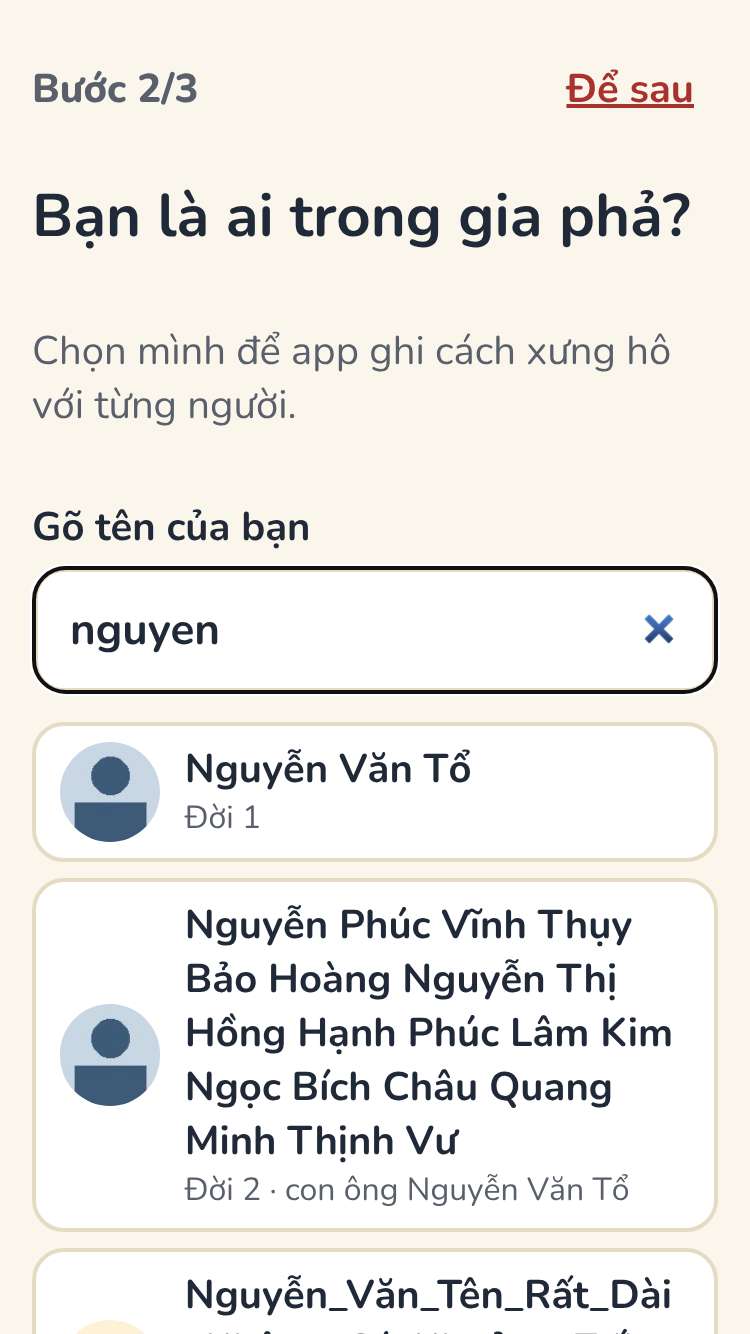 Bước 2/3
Để sau
Bạn là ai trong gia phả?
Chọn mình để app ghi cách xưng hô
với từng người.
Gõ tên của bạn
nguyen
Nguyễn Văn Tổ
Đời 1
Nguyễn Phúc Vĩnh Thụy
Bảo Hoàng Nguyễn Thị
Hồng Hạnh Phúc Lâm Kim
Ngọc Bích Châu Quang
Minh Thịnh Vư
Đời 2 · con ông Nguyễn Văn Tổ
Nguyễn_Văn_Tên_Rất_Dài